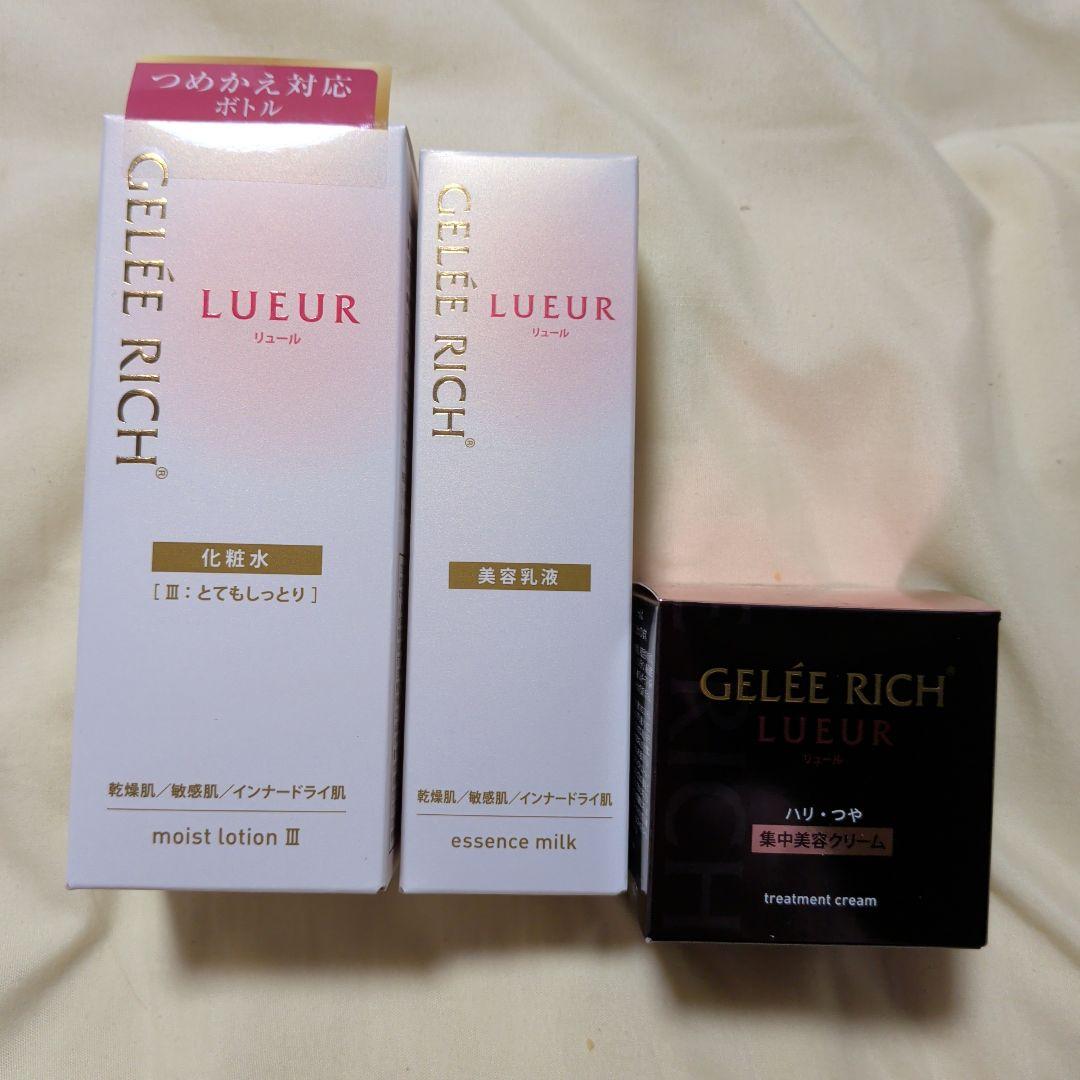 つめかえ対応
ボトル
GELÉE RICH®
LUEUR
リュール
化粧水
[Ⅲ：とてもしっとり]
乾燥肌／敏感肌／インナードライ肌
moist lotion Ⅲ
GELÉE RICH®
LUEUR
リュール
美容乳液
乾燥肌／敏感肌／インナードライ肌
essence milk
GELÉE RICH®
LUEUR
リュール
ハリ・つや
集中美容クリーム
treatment cream